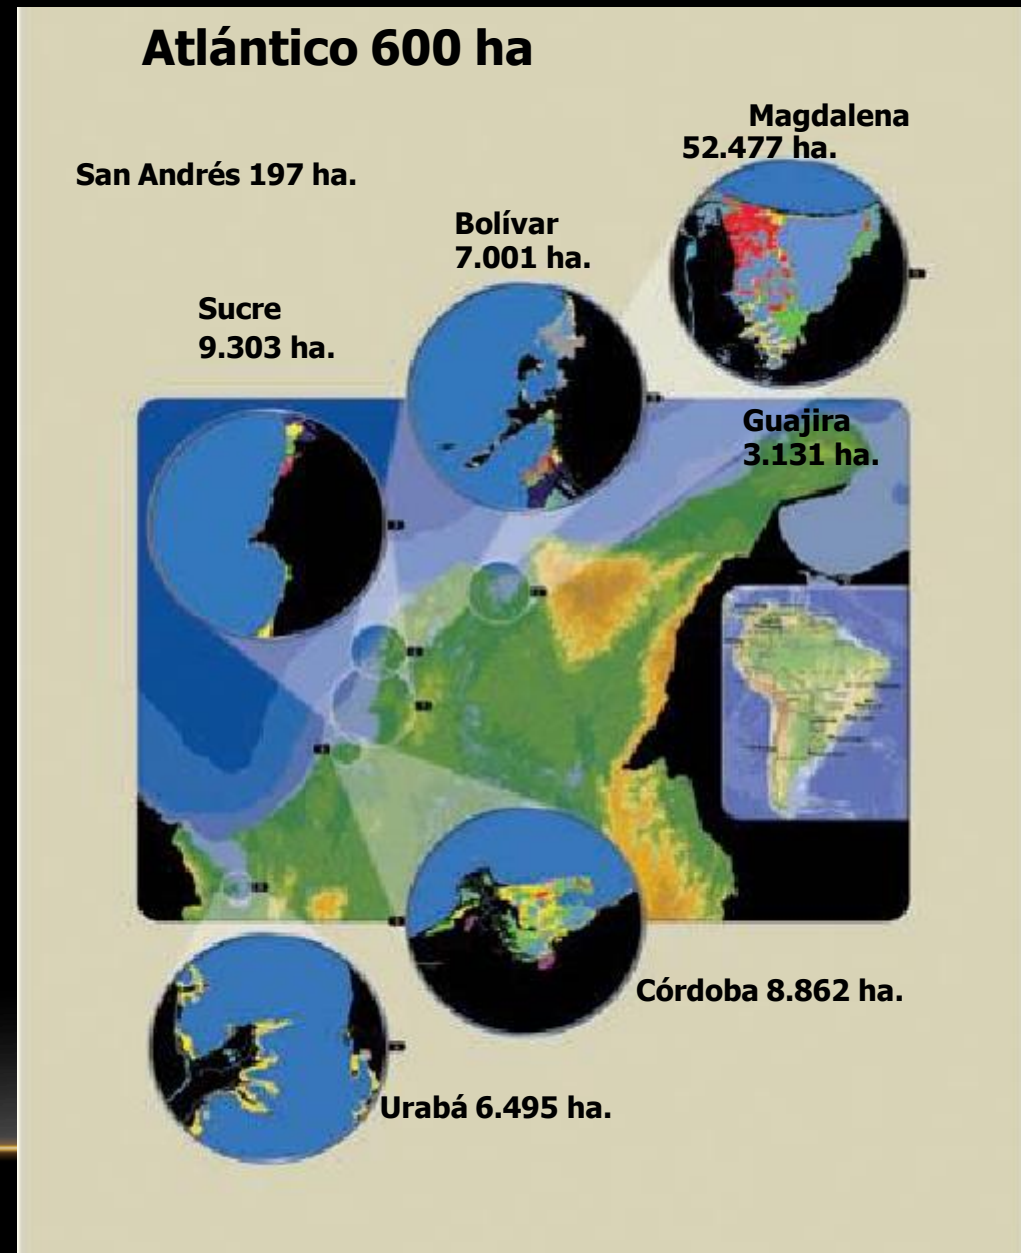 Atlántico 600 ha
Magdalena
52.477 ha.
San Andrés 197 ha.
Bolívar
7.001 ha.
Sucre
9.303 ha.
Guajira
3.131 ha.
Córdoba 8.862 ha.
Urabá 6.495 ha.